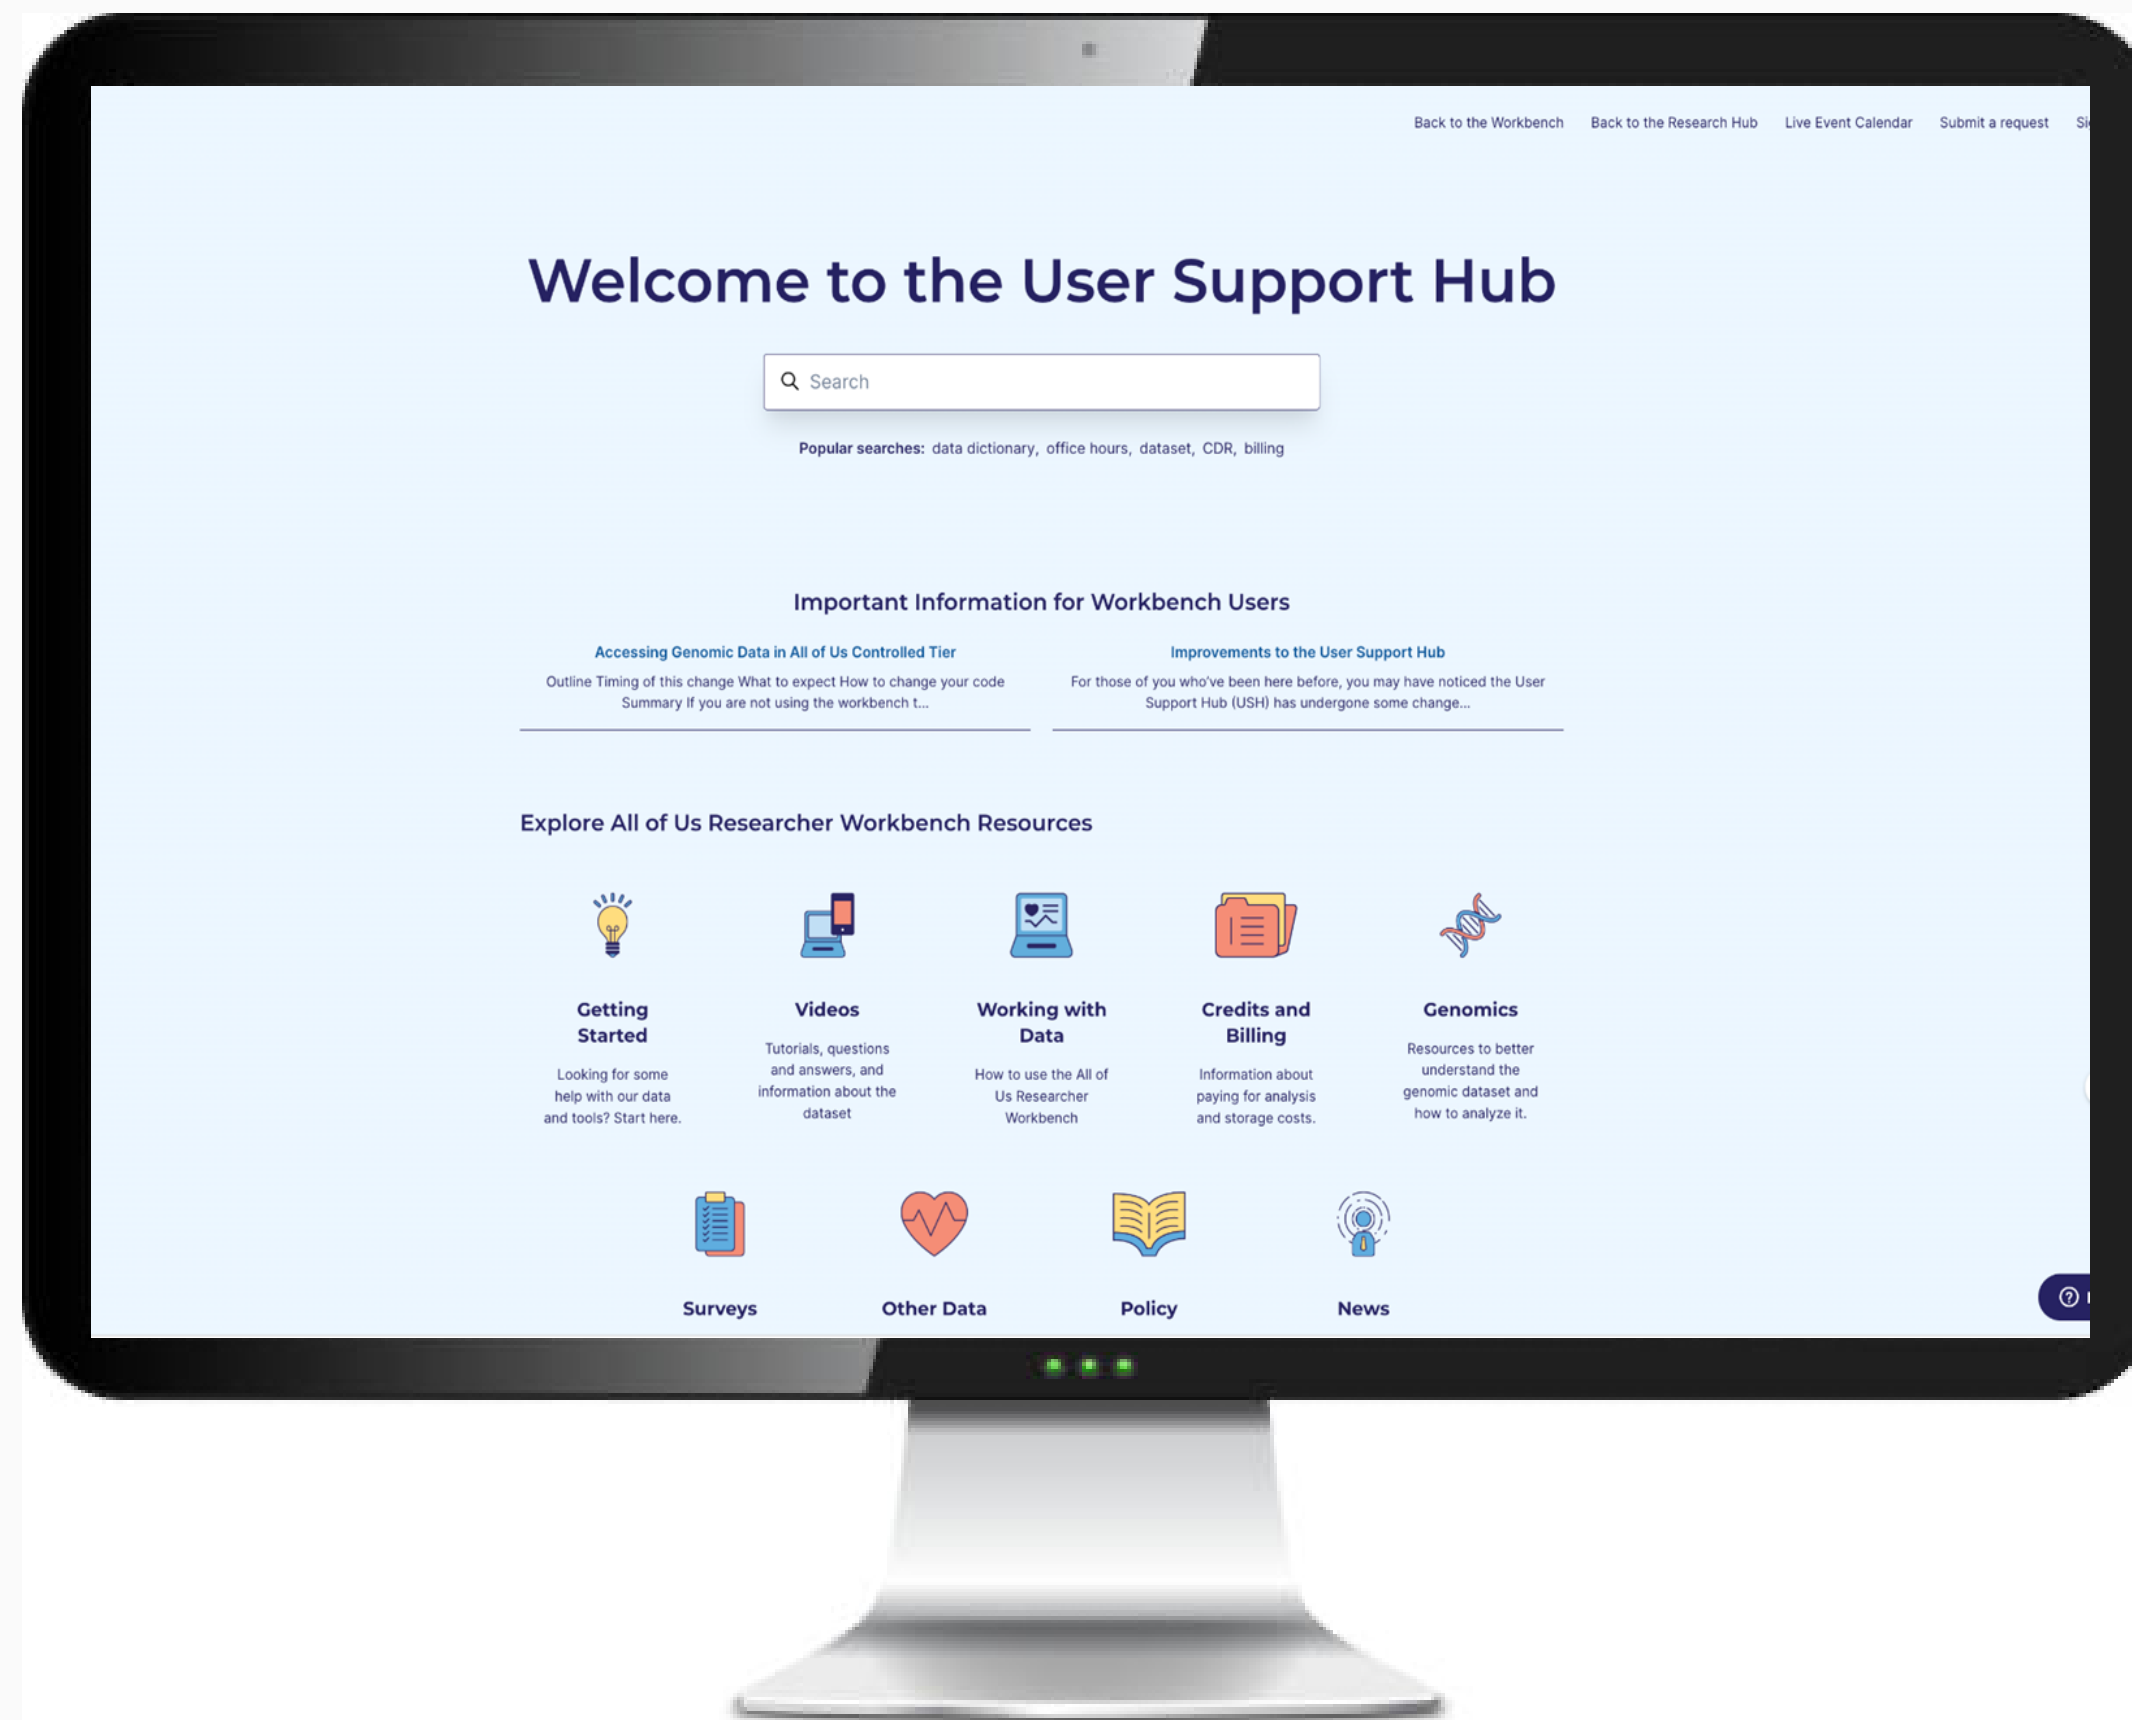 Back to the Workbench Back to the Research Hub Live Event Calendar Submit a request
Welcome to the User Support Hub
Search
Popular searches: data dictionary, office hours, dataset, CDR, billing
Important Information for Workbench Users
Accessing Genomic Data in All of Us Controlled Tier
Outline Timing of this change What to expect How to change your code
Summary If you are not using the workbench t...
Improvements to the User Support Hub
For those of you who've been here before, you may have noticed the User
Support Hub (USH) has undergone some change...
Explore All of Us Researcher Workbench Resources
Getting
Started
Looking for some
help with our data
and tools? Start here.
Videos
Tutorials, questions
and answers, and
information about the
dataset
Working with
Data
How to use the All of
Us Researcher
Workbench
Credits and
Billing
Information about
paying for analysis
and storage costs.
Genomics
Resources to better
understand the
genomic dataset and
how to analyze it.
Surveys
Other Data
Policy
News